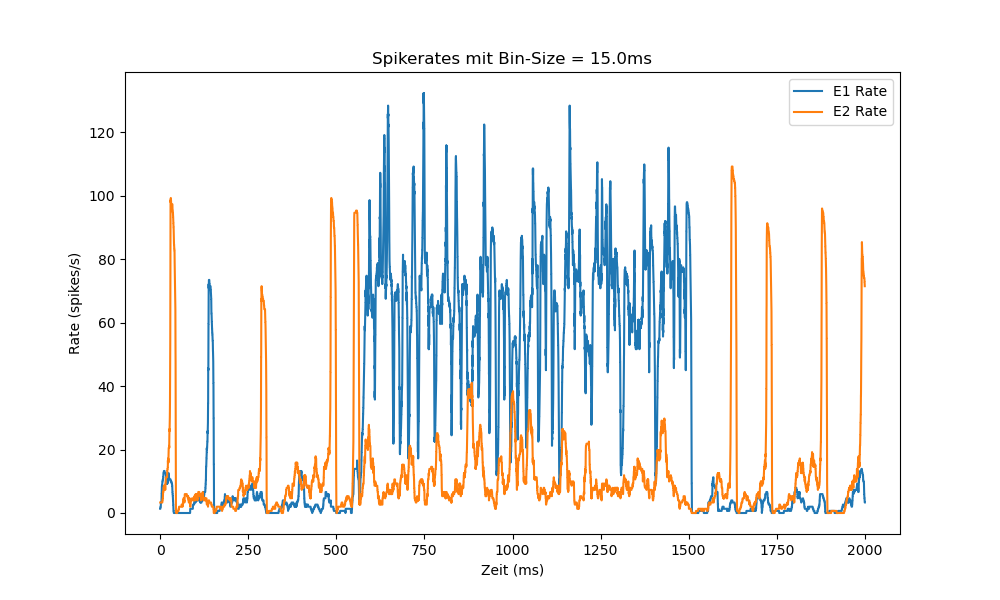 Spikerates mit Bin-Size = 15.0ms
E1 Rate
E2 Rate
Rate (spikes/s)
120
100
80
60
40
20
0
0 250 500 750 1000 1250 1500 1750 2000
Zeit (ms)